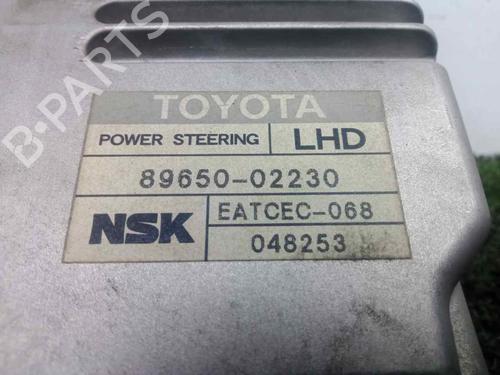 B-PARTS
TOYOTA
POWER STEERING LHD
89650-02230
NSK EATCEC-068
048253